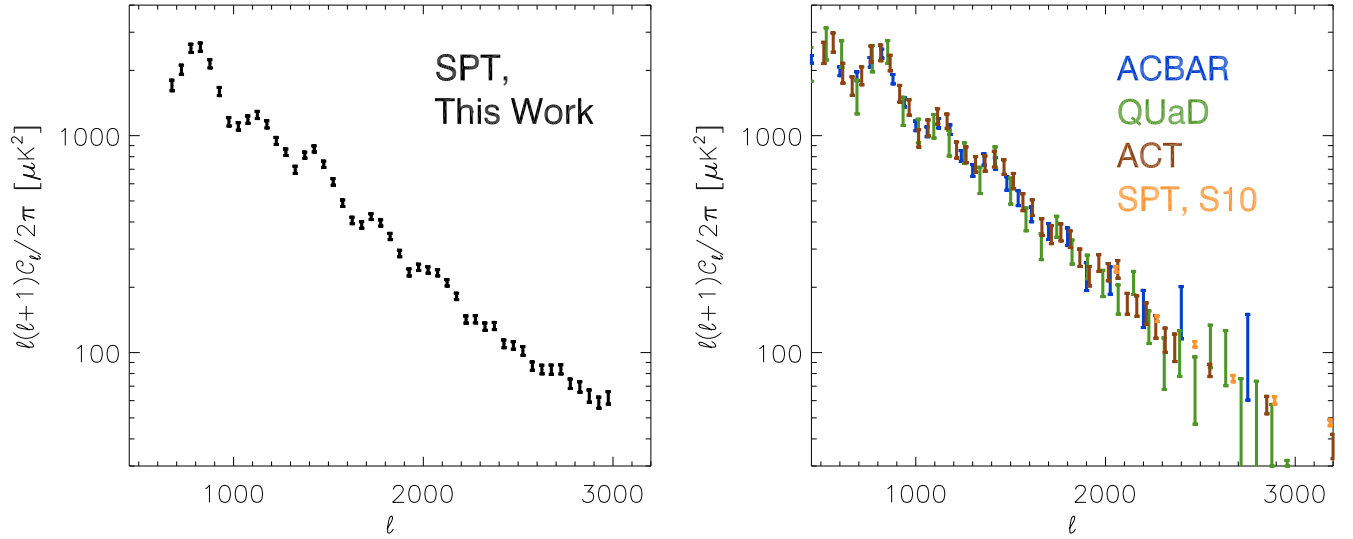 SPT,
This Work
1000
100
ℓ(ℓ+1)Cℓ/2π [μK²]
1000 2000 3000
ℓ
ACBAR
QUaD
ACT
SPT, S10
1000
100
ℓ(ℓ+1)Cℓ/2π [μK²]
1000 2000 3000
ℓ